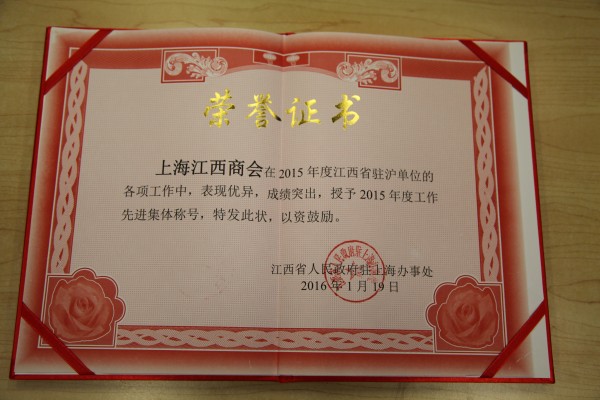 荣誉证书
上海江西商会在2015年度江西省驻沪单位的
各项工作中，表现优异，成绩突出，授予2015年度工作
先进集体称号，特发此状，以资鼓励。
江西省人民政府驻上海办事处
2016年1月19日